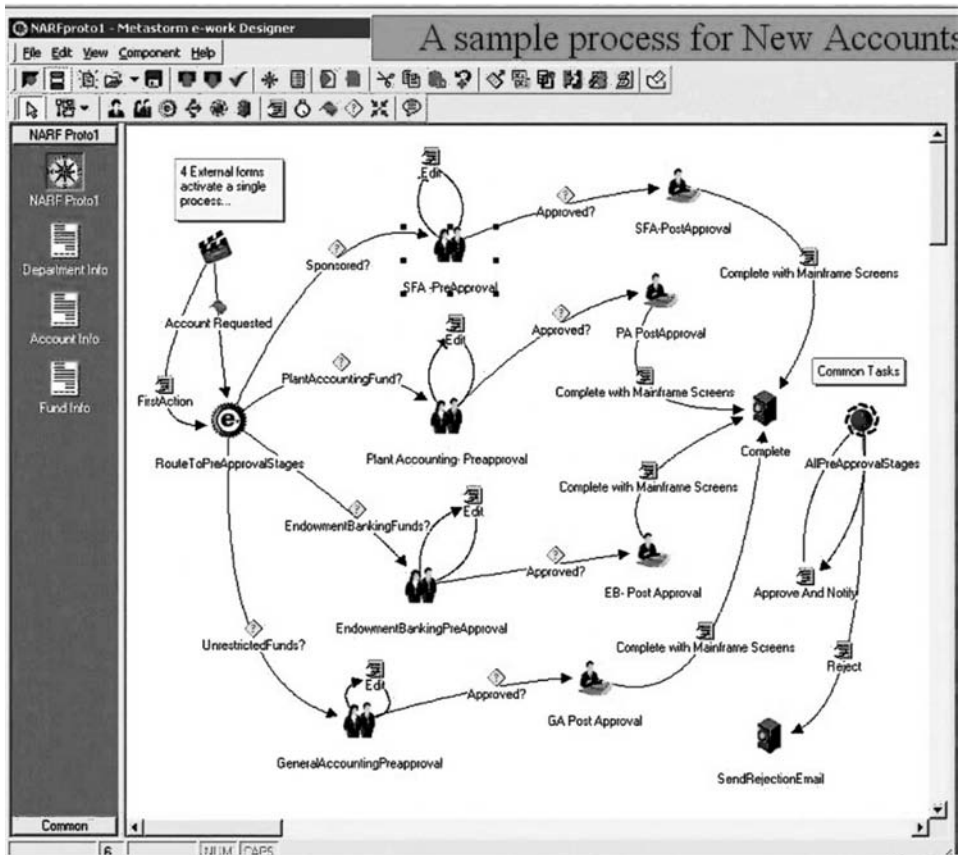 NARFproto1 - Metastorm e-work Designer
A sample process for New Accounts
File Edit View Component Help
NARF Proto1
NARF Proto1
Department Info
Account Info
Fund Info
Common
4 External forms
activate a single
process...
Edit
Approved?
SFA-PostApproval
Sponsored?
SFA -PreApproval
Complete with Mainframe Screens
Account Requested
Edit
Approved?
PA PostApproval
FirstAction
PlantAccountingFund?
Complete with Mainframe Screens
Common Tasks
RouteToPreApprovalStages
Plant Accounting- Preapproval
Complete
AllPreApprovalStages
Complete with Mainframe Screens
Edit
EndowmentBankingFunds?
Approved?
EB- Post Approval
Approve And Notify
EndowmentBankingPreApproval
UnrestrictedFunds?
Complete with Mainframe Screens
Reject
Edit
Approved?
GA Post Approval
GeneralAccountingPreapproval
SendRejectionEmail
6
NUM
CAPS